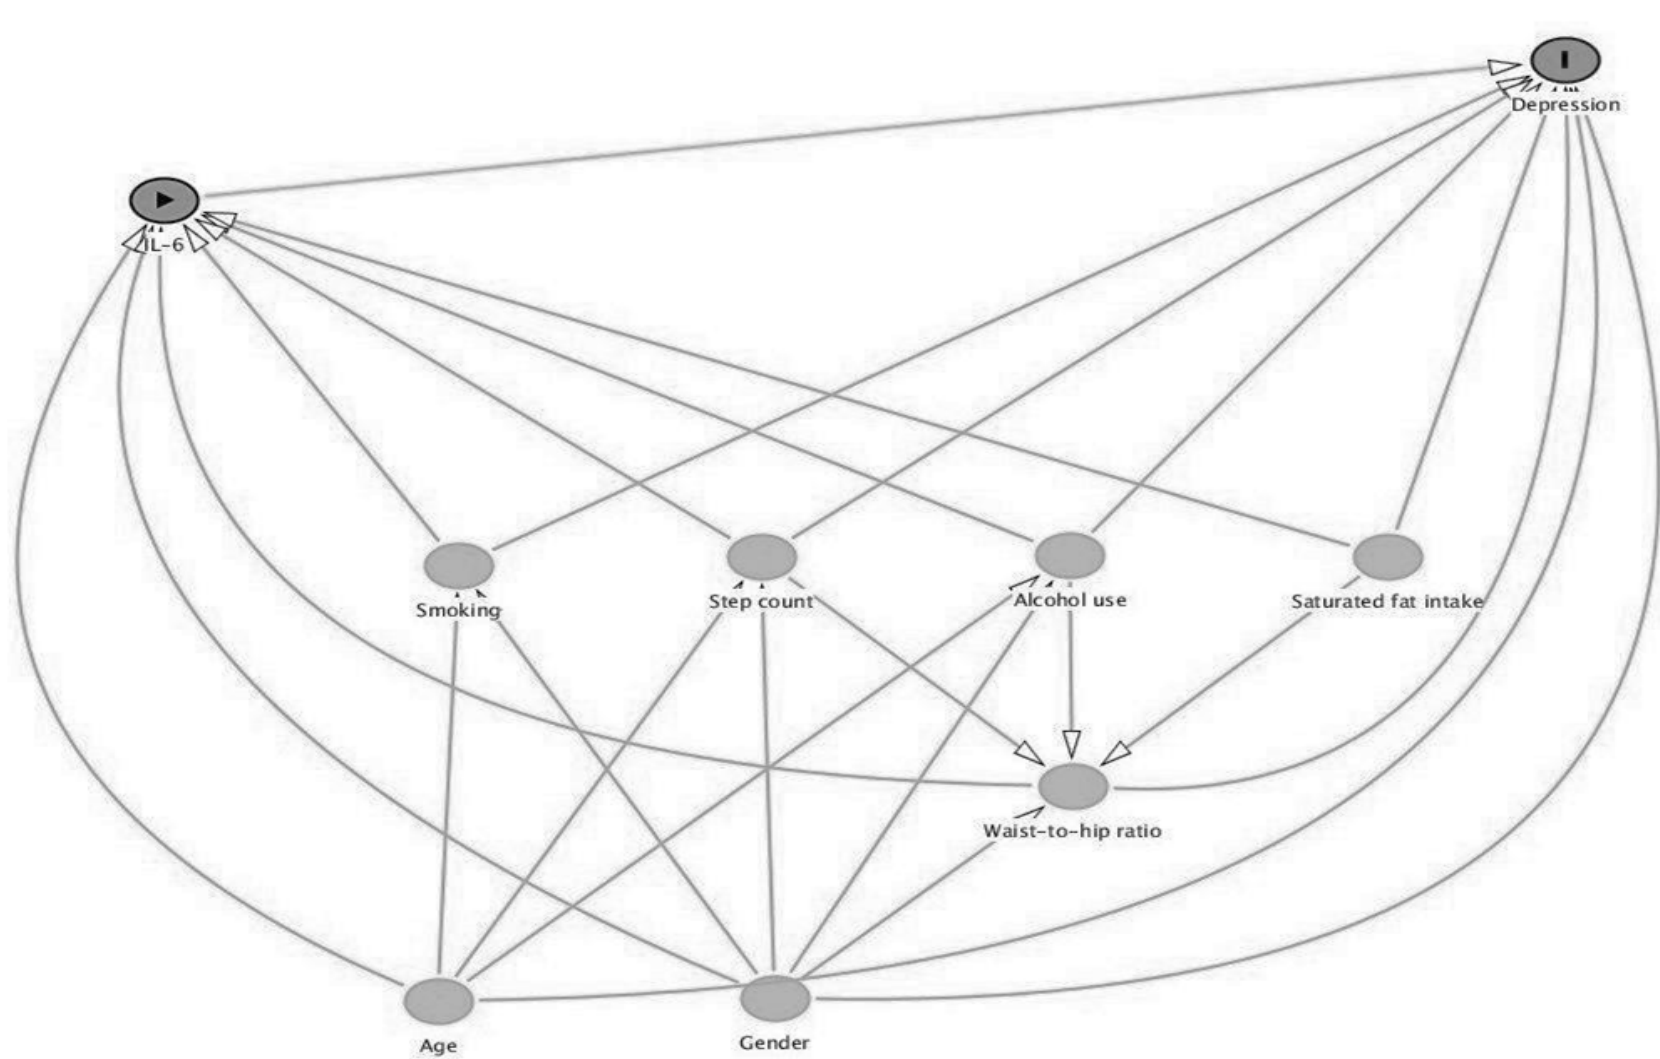 Depression
IL-6
Smoking
Step count
Alcohol use
Saturated fat intake
Waist-to-hip ratio
Age
Gender